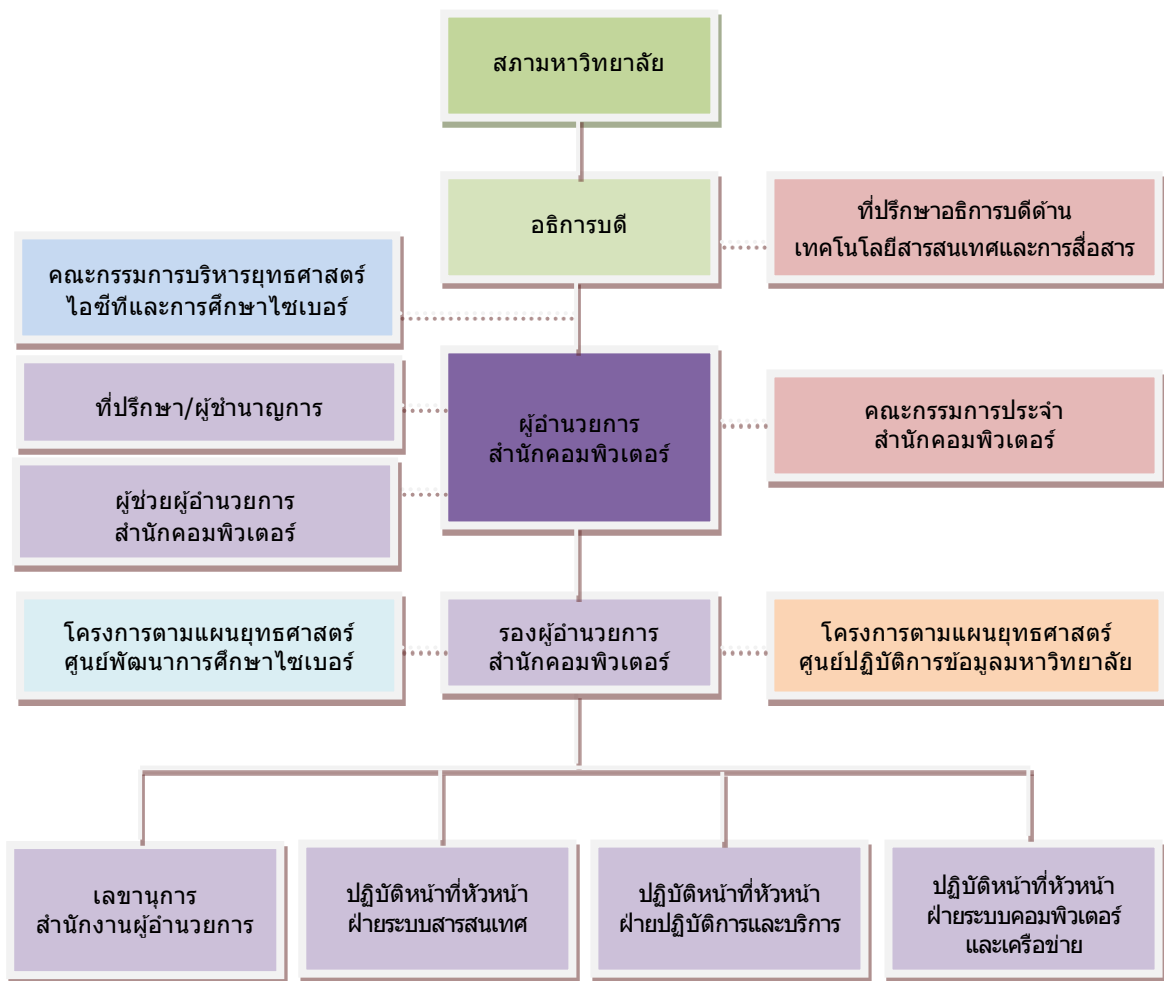 สภามหาวิทยาลัย
อธิการบดี
ที่ปรึกษาอธิการบดีด้าน
เทคโนโลยีสารสนเทศและการสื่อสาร
คณะกรรมการบริหารยุทธศาสตร์
ไอซีทีและการศึกษาไซเบอร์
ที่ปรึกษา/ผู้ชำนาญการ
ผู้อำนวยการ
สำนักคอมพิวเตอร์
คณะกรรมการประจำ
สำนักคอมพิวเตอร์
ผู้ช่วยผู้อำนวยการ
สำนักคอมพิวเตอร์
โครงการตามแผนยุทธศาสตร์
ศูนย์พัฒนาการศึกษาไซเบอร์
รองผู้อำนวยการ
สำนักคอมพิวเตอร์
โครงการตามแผนยุทธศาสตร์
ศูนย์ปฏิบัติการข้อมูลมหาวิทยาลัย
เลขานุการ
สำนักงานผู้อำนวยการ
ปฏิบัติหน้าที่หัวหน้า
ฝ่ายระบบสารสนเทศ
ปฏิบัติหน้าที่หัวหน้า
ฝ่ายปฏิบัติการและบริการ
ปฏิบัติหน้าที่หัวหน้า
ฝ่ายระบบคอมพิวเตอร์
และเครือข่าย